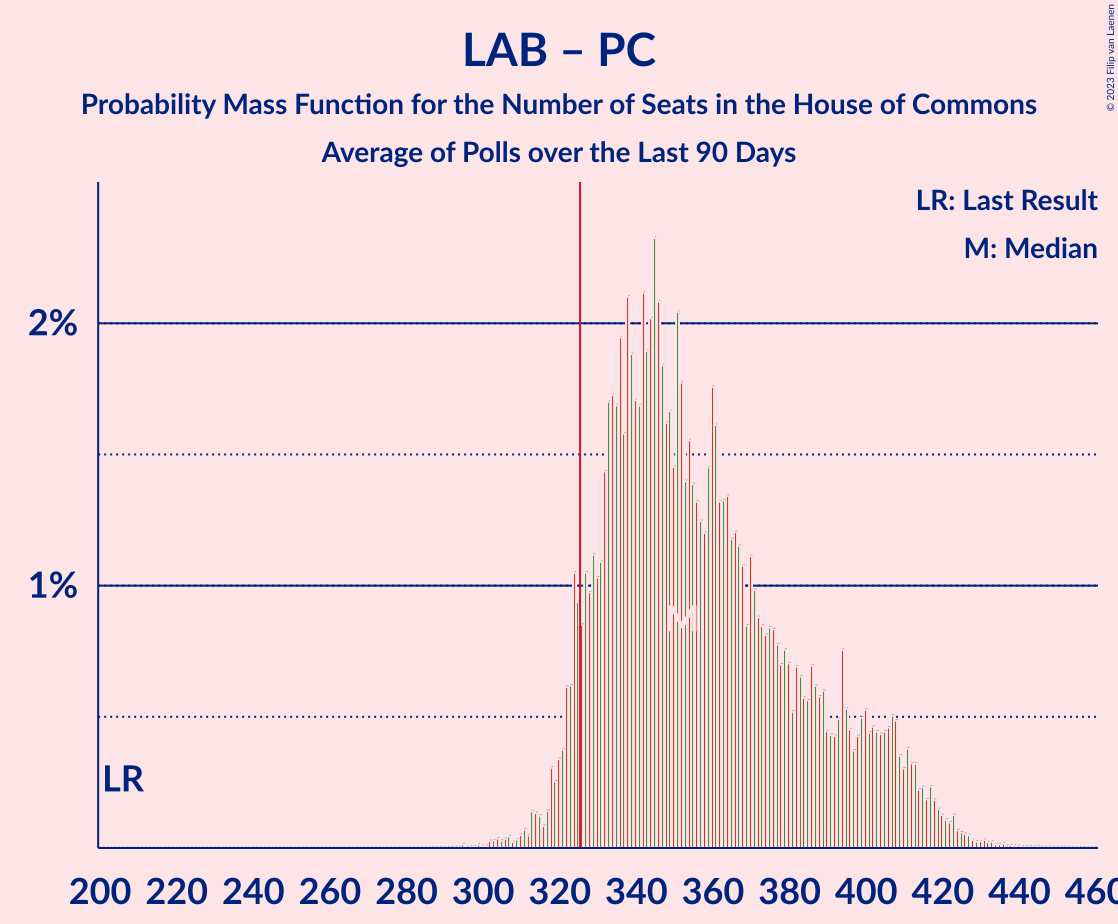 LAB – PC
Probability Mass Function for the Number of Seats in the House of Commons
Average of Polls over the Last 90 Days
© 2023 Filip van Laenen
LR: Last Result
M: Median
2%
1%
LR
M
200 220 240 260 280 300 320 340 360 380 400 420 440 460